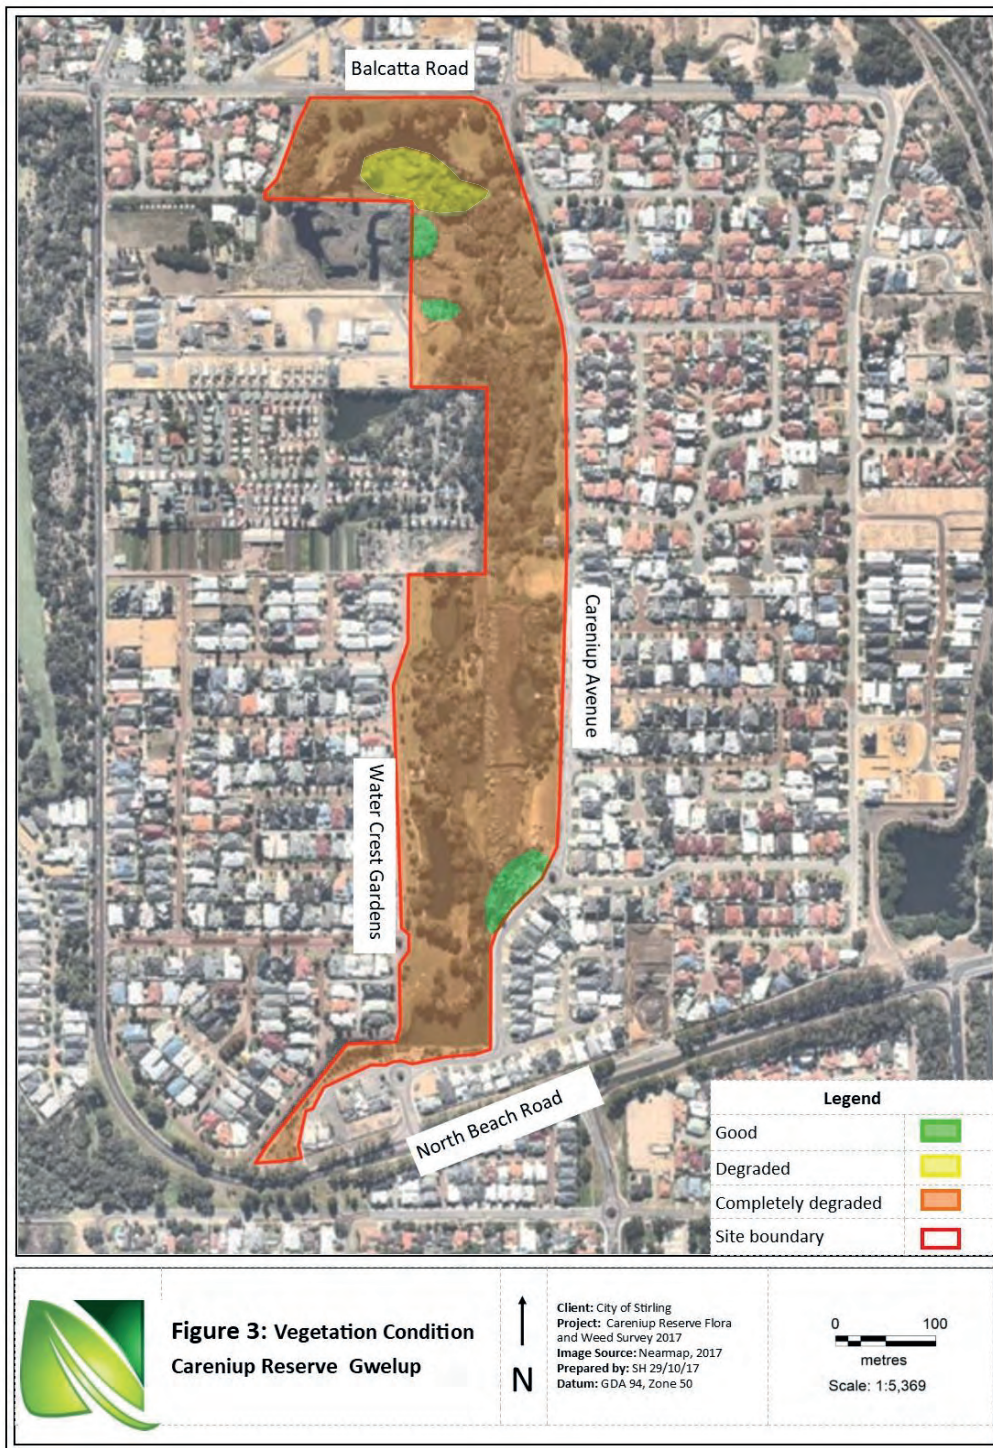 Balcatta Road
Careniup Avenue
Water Crest Gardens
North Beach Road
Legend
Good
Degraded
Completely degraded
Site boundary
Figure 3: Vegetation Condition
Careniup Reserve Gwelup
N
Client: City of Stirling
Project: Careniup Reserve Flora
and Weed Survey 2017
Image Source: Nearmap, 2017
Prepared by: SH 29/10/17
Datum: GDA 94, Zone 50
0 100
metres
Scale: 1:5,369